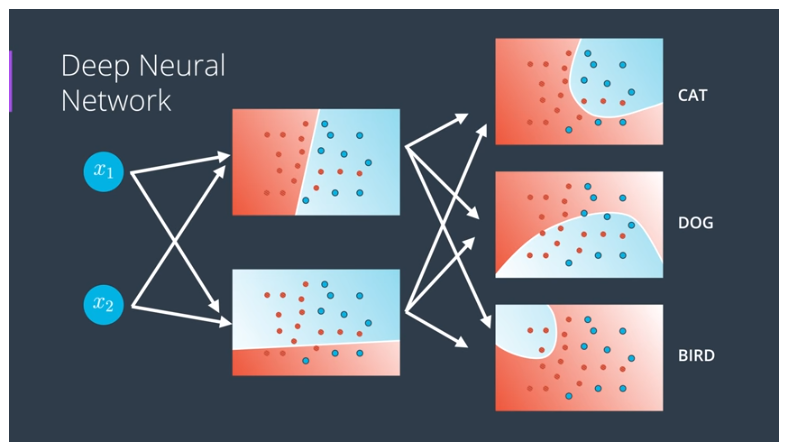 Deep Neural
Network
x₁
x₂
CAT
DOG
BIRD